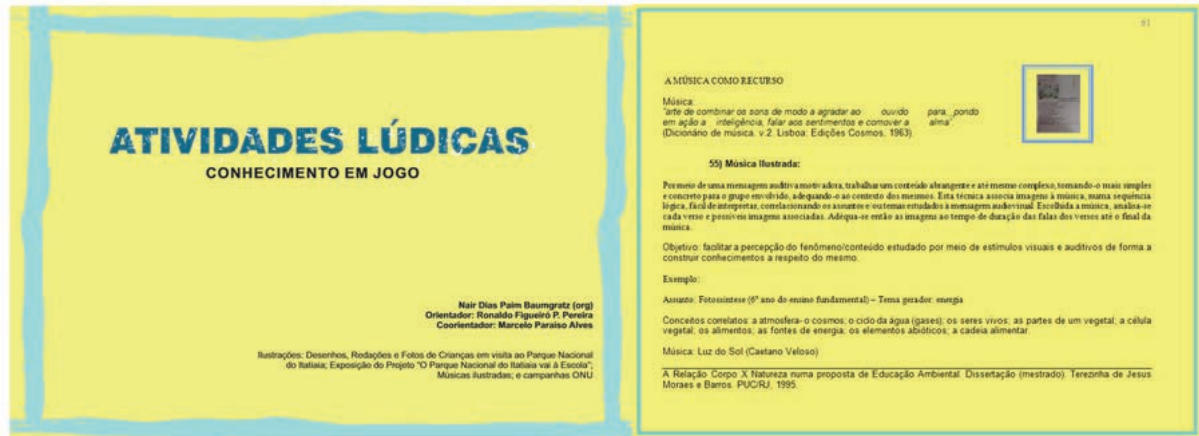 ATIVIDADES LÚDICAS
CONHECIMENTO EM JOGO
Nair Dias Paim Baumgratz (org)
Orientador: Ronaldo Figueiró P. Pereira
Coorientador: Marcelo Paraíso Alves
Ilustrações: Desenhos, Redações e Fotos de Crianças em visita ao Parque Nacional
do Itatiaia; Exposição do Projeto "O Parque Nacional do Itatiaia vai à Escola";
Músicas ilustradas; e campanhas ONU
61
A MÚSICA COMO RECURSO
Música:
"arte de combinar os sons de modo a agradar ao ouvido para, pondo
em ação a inteligência, falar aos sentimentos e comover a alma",
(Dicionário de música. v.2. Lisboa: Edições Cosmos, 1963).
55) Música Ilustrada:
Por meio de uma mensagem auditiva motivadora, trabalhar um conteúdo abrangente e até mesmo complexo, tornando-o mais simples
e concreto para o grupo envolvido, adequando-o ao contexto dos mesmos. Esta técnica associa imagens à música, numa sequência
lógica, fácil de interpretar, correlacionando os assuntos e/ou temas estudados à mensagem audiovisual. Escolhida a música, analisa-se
cada verso e possíveis imagens associadas. Adéqua-se então as imagens ao tempo de duração das falas dos versos até o final da
música.
Objetivo: facilitar a percepção do fenômeno/conteúdo estudado por meio de estímulos visuais e auditivos de forma a
construir conhecimentos a respeito do mesmo.
Exemplo:
Assunto: Fotossíntese (6º ano do ensino fundamental) – Tema gerador: energia
Conceitos correlatos: a atmosfera- o cosmos; o ciclo da água (gases); os seres vivos; as partes de um vegetal; a célula
vegetal; os alimentos; as fontes de energia; os elementos abióticos; a cadeia alimentar.
Música: Luz do Sol (Caetano Veloso)
A Relação Corpo X Natureza numa proposta de Educação Ambiental. Dissertação (mestrado). Terezinha de Jesus
Moraes e Barros. PUC/RJ, 1995.